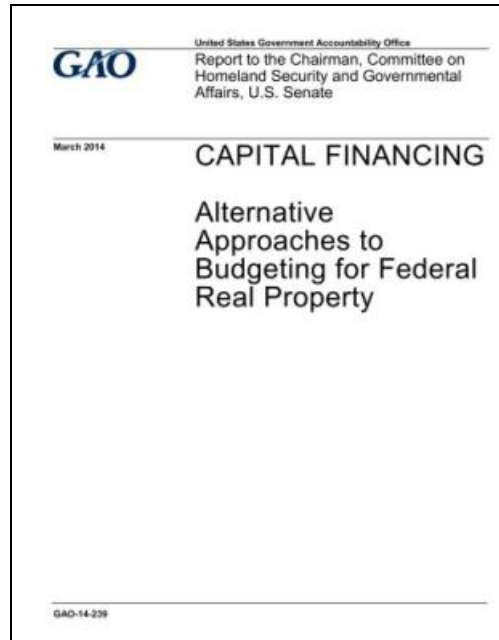 GAO
United States Government Accountability Office
Report to the Chairman, Committee on
Homeland Security and Governmental
Affairs, U.S. Senate
March 2014
CAPITAL FINANCING
Alternative
Approaches to
Budgeting for Federal
Real Property
GAO-14-239